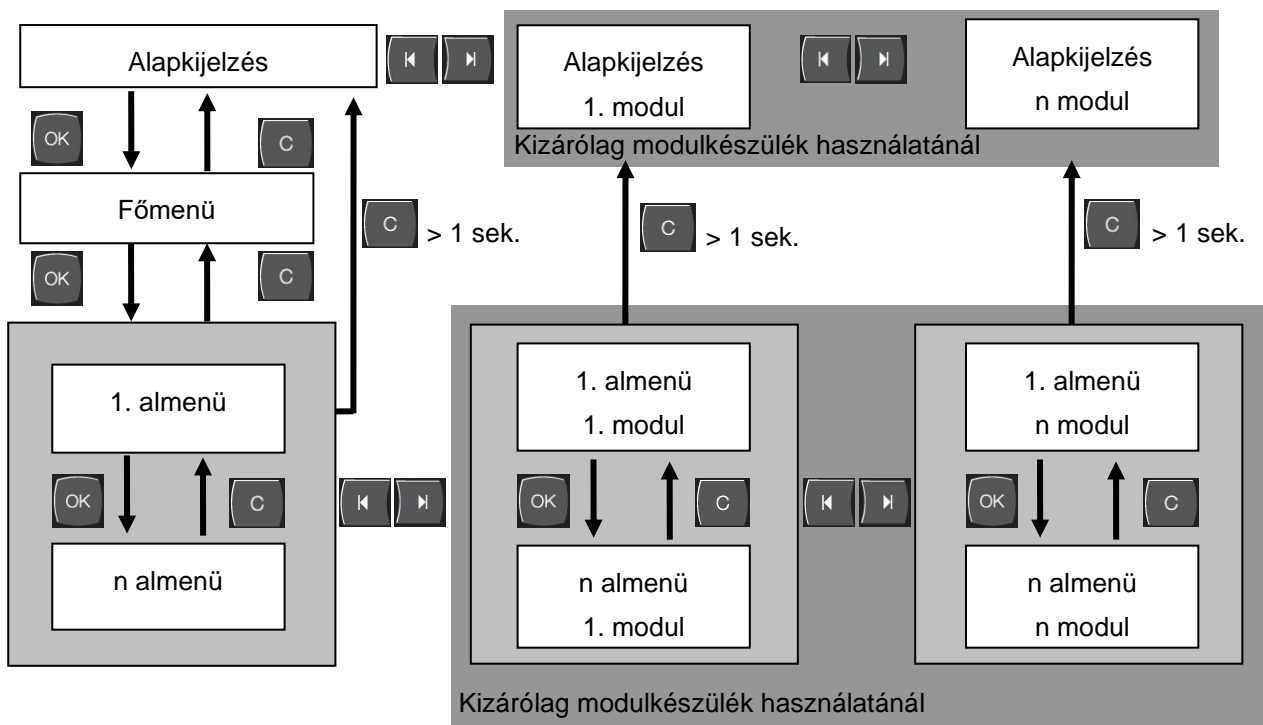 Alapkijelzés
Alapkijelzés
1. modul
Alapkijelzés
n modul
Kizárólag modulkészülék használatánál
OK
C
Főmenü
OK
C
C > 1 sek.
C > 1 sek.
C > 1 sek.
1. almenü
OK
C
n almenü
1. almenü
1. modul
OK
C
n almenü
1. modul
1. almenü
n modul
OK
C
n almenü
n modul
Kizárólag modulkészülék használatánál